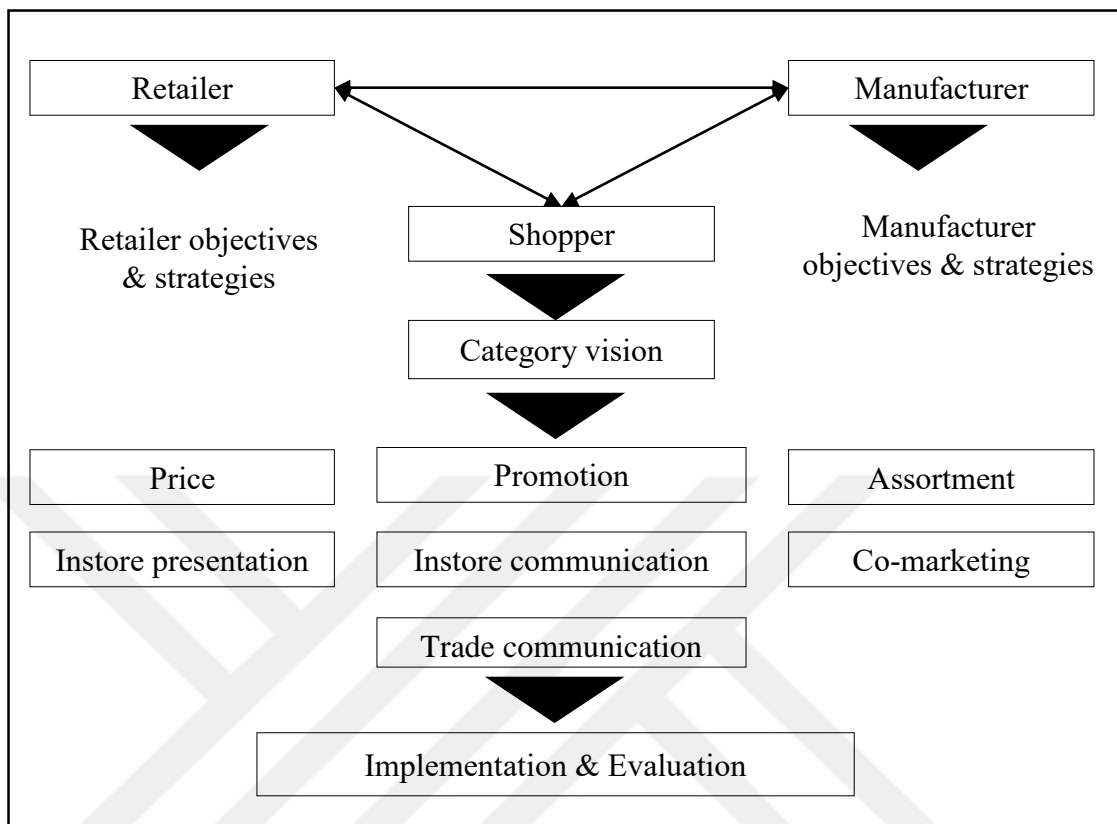 Retailer
Manufacturer
Shopper
Retailer objectives
& strategies
Manufacturer
objectives & strategies
Category vision
Price
Promotion
Assortment
Instore presentation
Instore communication
Co-marketing
Trade communication
Implementation & Evaluation